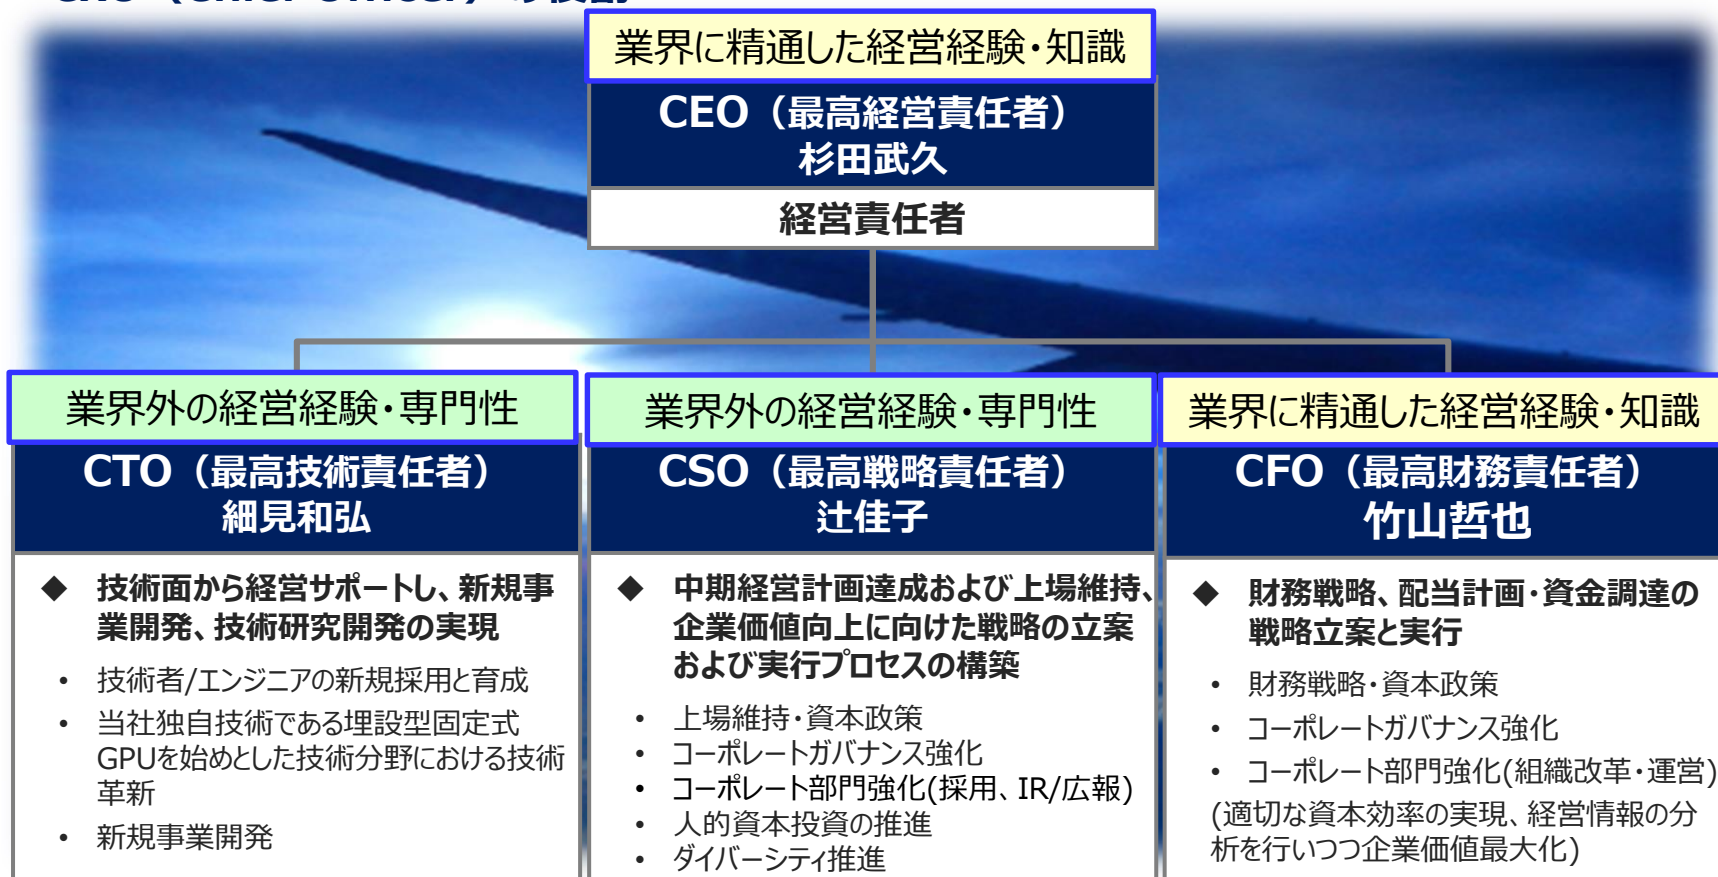 業界に精通した経営経験・知識
CEO（最高経営責任者）
杉田武久
経営責任者
業界外の経営経験・専門性
CTO（最高技術責任者）
細見和弘
◆ 技術面から経営サポートし、新規事
業開発、技術研究開発の実現
• 技術者/エンジニアの新規採用と育成
• 当社独自技術である埋設型固定式
GPUを始めとした技術分野における技術
革新
• 新規事業開発
業界外の経営経験・専門性
CSO（最高戦略責任者）
辻佳子
◆ 中期経営計画達成および上場維持、
企業価値向上に向けた戦略の立案
および実行プロセスの構築
• 上場維持・資本政策
• コーポレートガバナンス強化
• コーポレート部門強化(採用、IR/広報)
• 人的資本投資の推進
• ダイバーシティ推進
業界に精通した経営経験・知識
CFO（最高財務責任者）
竹山哲也
◆ 財務戦略、配当計画・資金調達の
戦略立案と実行
• 財務戦略・資本政策
• コーポレートガバナンス強化
• コーポレート部門強化(組織改革・運営)
(適切な資本効率の実現、経営情報の分
析を行いつつ企業価値最大化)